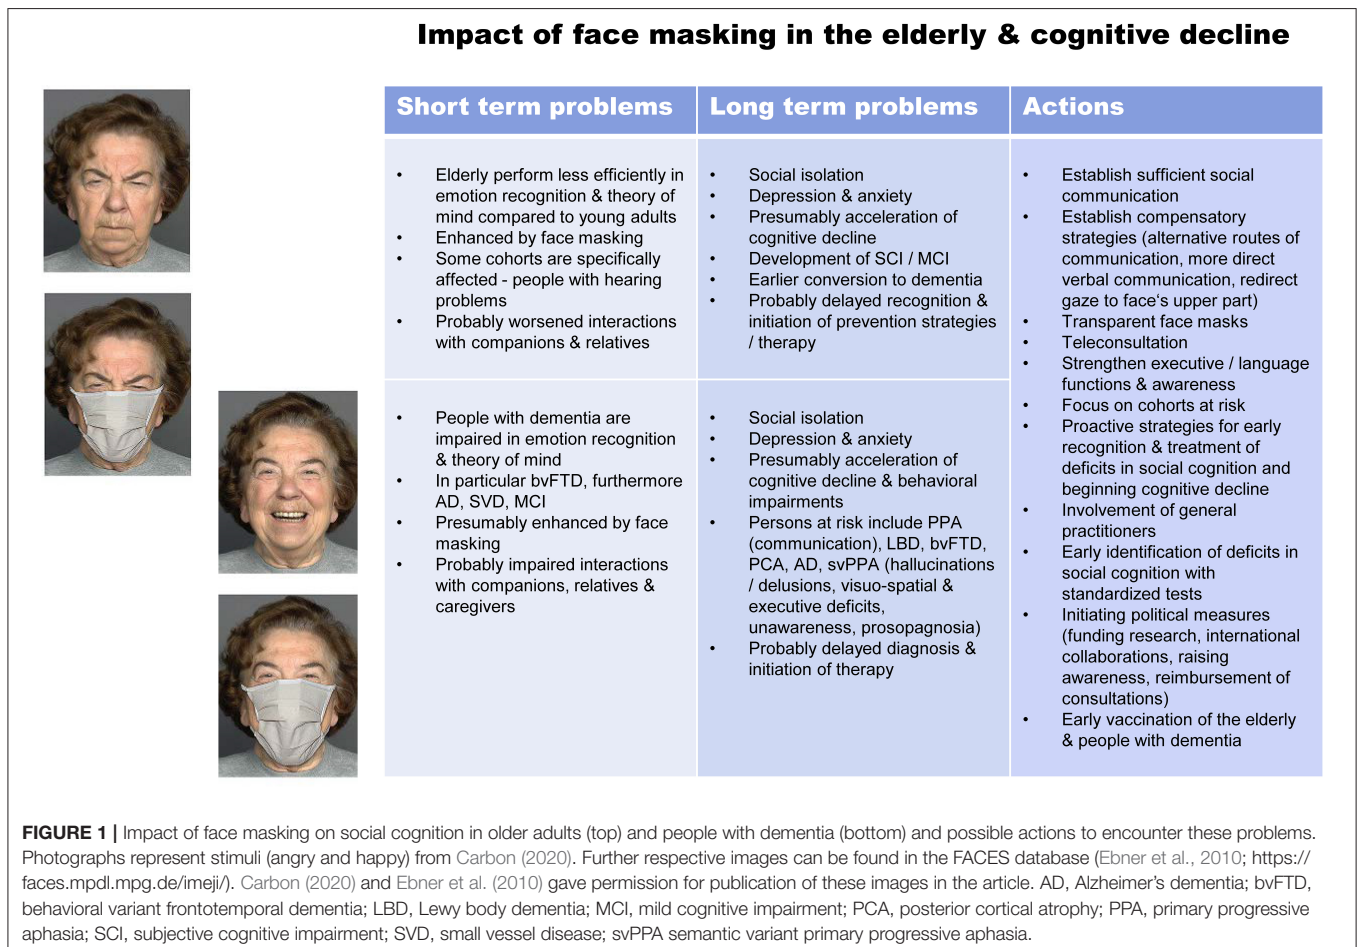 Impact of face masking in the elderly & cognitive decline
Short term problems
Long term problems
Actions
• Elderly perform less efficiently in
emotion recognition & theory of
mind compared to young adults
• Enhanced by face masking
• Some cohorts are specifically
affected - people with hearing
problems
• Probably worsened interactions
with companions & relatives
• Social isolation
• Depression & anxiety
• Presumably acceleration of
cognitive decline
• Development of SCI / MCI
• Earlier conversion to dementia
• Probably delayed recognition &
initiation of prevention strategies
/ therapy
• People with dementia are
impaired in emotion recognition
& theory of mind
• In particular bvFTD, furthermore
AD, SVD, MCI
• Presumably enhanced by face
masking
• Probably impaired interactions
with companions, relatives &
caregivers
• Social isolation
• Depression & anxiety
• Presumably acceleration of
cognitive decline & behavioral
impairments
• Persons at risk include PPA
(communication), LBD, bvFTD,
PCA, AD, svPPA (hallucinations
/ delusions, visuo-spatial &
executive deficits,
unawareness, prosopagnosia)
• Probably delayed diagnosis &
initiation of therapy
• Establish sufficient social
communication
• Establish compensatory
strategies (alternative routes of
communication, more direct
verbal communication, redirect
gaze to face‘s upper part)
• Transparent face masks
• Teleconsultation
• Strengthen executive / language
functions & awareness
• Focus on cohorts at risk
• Proactive strategies for early
recognition & treatment of
deficits in social cognition and
beginning cognitive decline
• Involvement of general
practitioners
• Early identification of deficits in
social cognition with
standardized tests
• Initiating political measures
(funding research, international
collaborations, raising
awareness, reimbursement of
consultations)
• Early vaccination of the elderly
& people with dementia
FIGURE 1 | Impact of face masking on social cognition in older adults (top) and people with dementia (bottom) and possible actions to encounter these problems.
Photographs represent stimuli (angry and happy) from Carbon (2020). Further respective images can be found in the FACES database (Ebner et al., 2010; https://
faces.mpdl.mpg.de/imeji/). Carbon (2020) and Ebner et al. (2010) gave permission for publication of these images in the article. AD, Alzheimer’s dementia; bvFTD,
behavioral variant frontotemporal dementia; LBD, Lewy body dementia; MCI, mild cognitive impairment; PCA, posterior cortical atrophy; PPA, primary progressive
aphasia; SCI, subjective cognitive impairment; SVD, small vessel disease; svPPA semantic variant primary progressive aphasia.